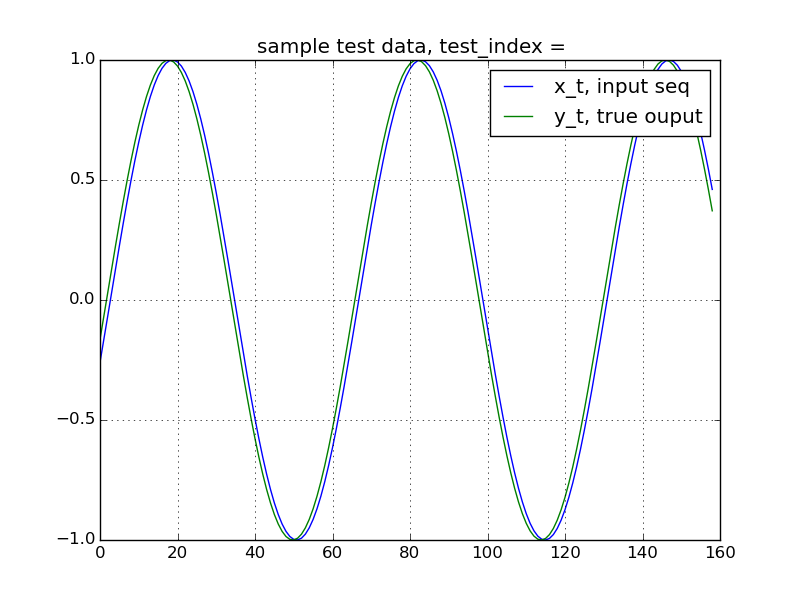 sample test data, test_index =
x_t, input seq
y_t, true ouput
1.0
0.5
0.0
−0.5
−1.0
0 20 40 60 80 100 120 140 160